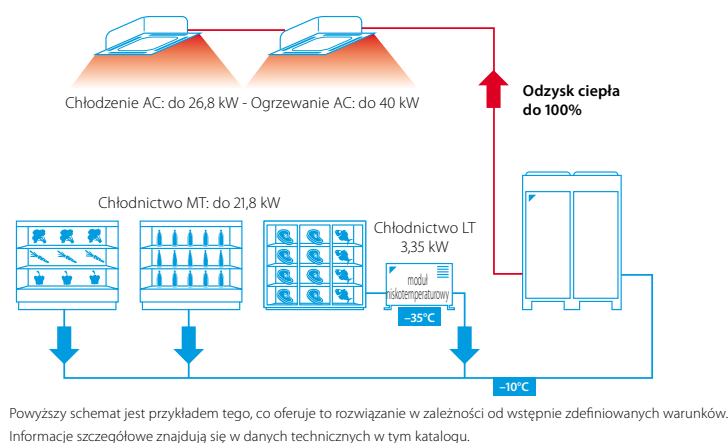 Chłodzenie AC: do 26,8 kW - Ogrzewanie AC: do 40 kW
Odzysk ciepła
do 100%
Chłodnictwo MT: do 21,8 kW
Chłodnictwo LT
3,35 kW
moduł
niskotemperaturowy
–35°C
–10°C
Powyższy schemat jest przykładem tego, co oferuje to rozwiązanie w zależności od wstępnie zdefiniowanych warunków.
Informacje szczegółowe znajdują się w danych technicznych w tym katalogu.